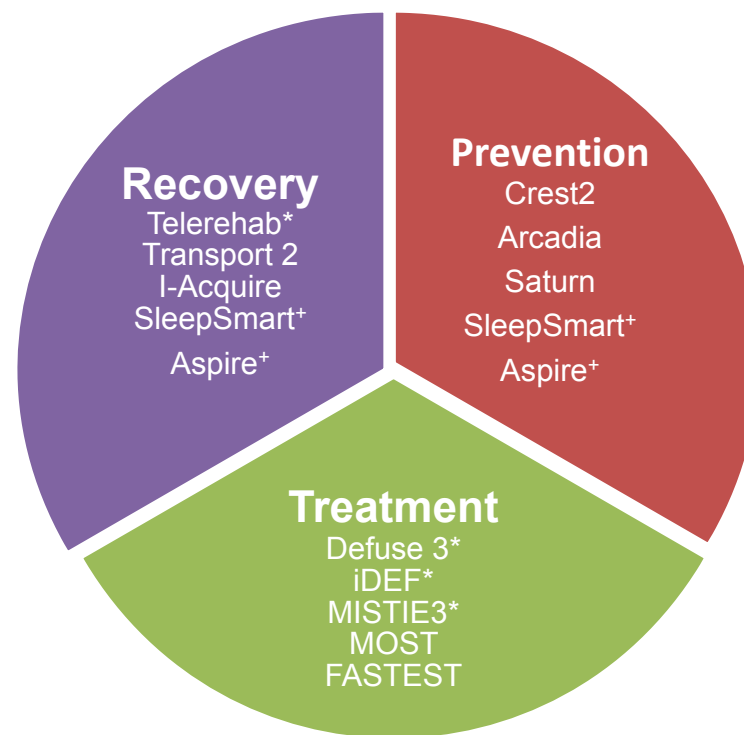 Recovery
Telerehab*
Transport 2
I-Acquire
SleepSmart⁺
Aspire⁺
Prevention
Crest2
Arcadia
Saturn
SleepSmart⁺
Aspire⁺
Treatment
Defuse 3*
iDEF*
MISTIE3*
MOST
FASTEST